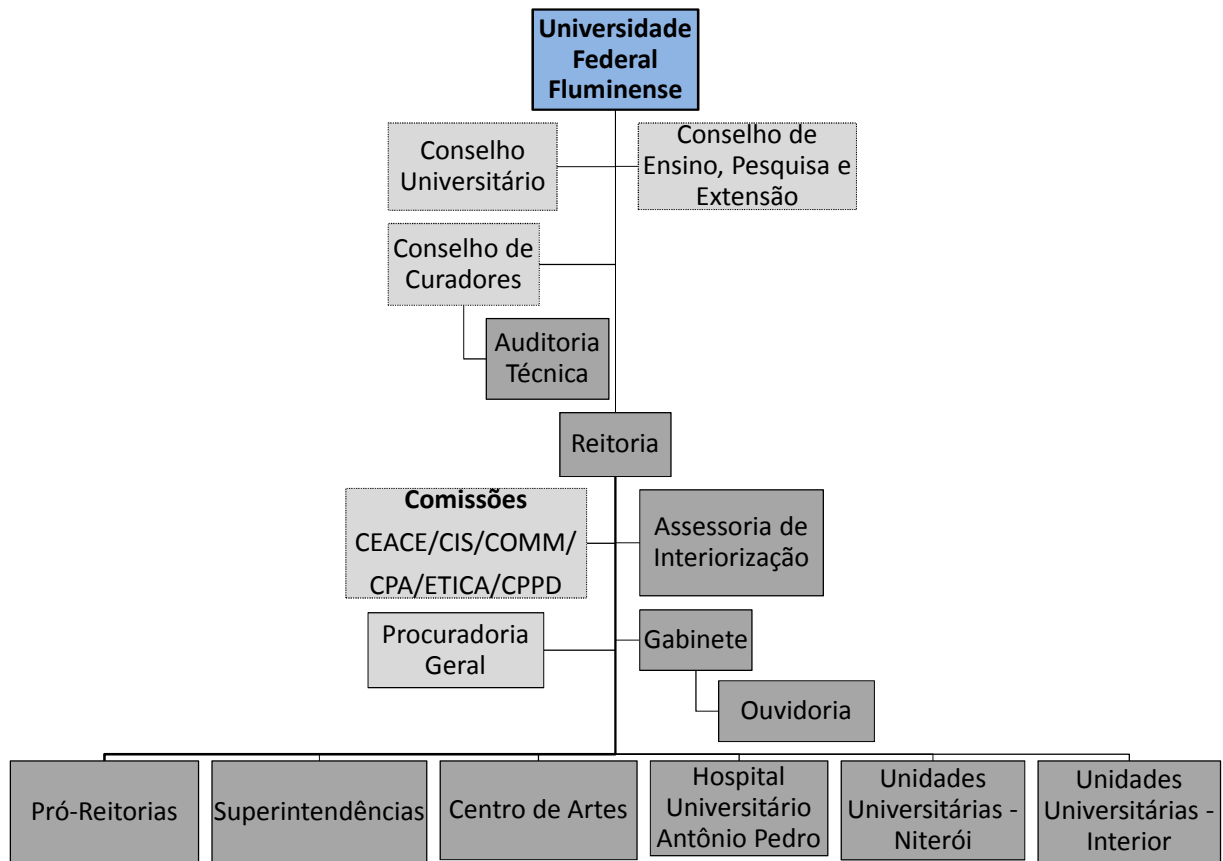 Universidade
Federal
Fluminense
Conselho
Universitário
Conselho de
Ensino, Pesquisa e
Extensão
Conselho de
Curadores
Auditoria
Técnica
Reitoria
Comissões
CEACE/CIS/COMM/
CPA/ETICA/CPPD
Assessoria de
Interiorização
Procuradoria
Geral
Gabinete
Ouvidoria
Pró-Reitorias
Superintendências
Centro de Artes
Hospital
Universitário
Antônio Pedro
Unidades
Universitárias -
Niterói
Unidades
Universitárias -
Interior